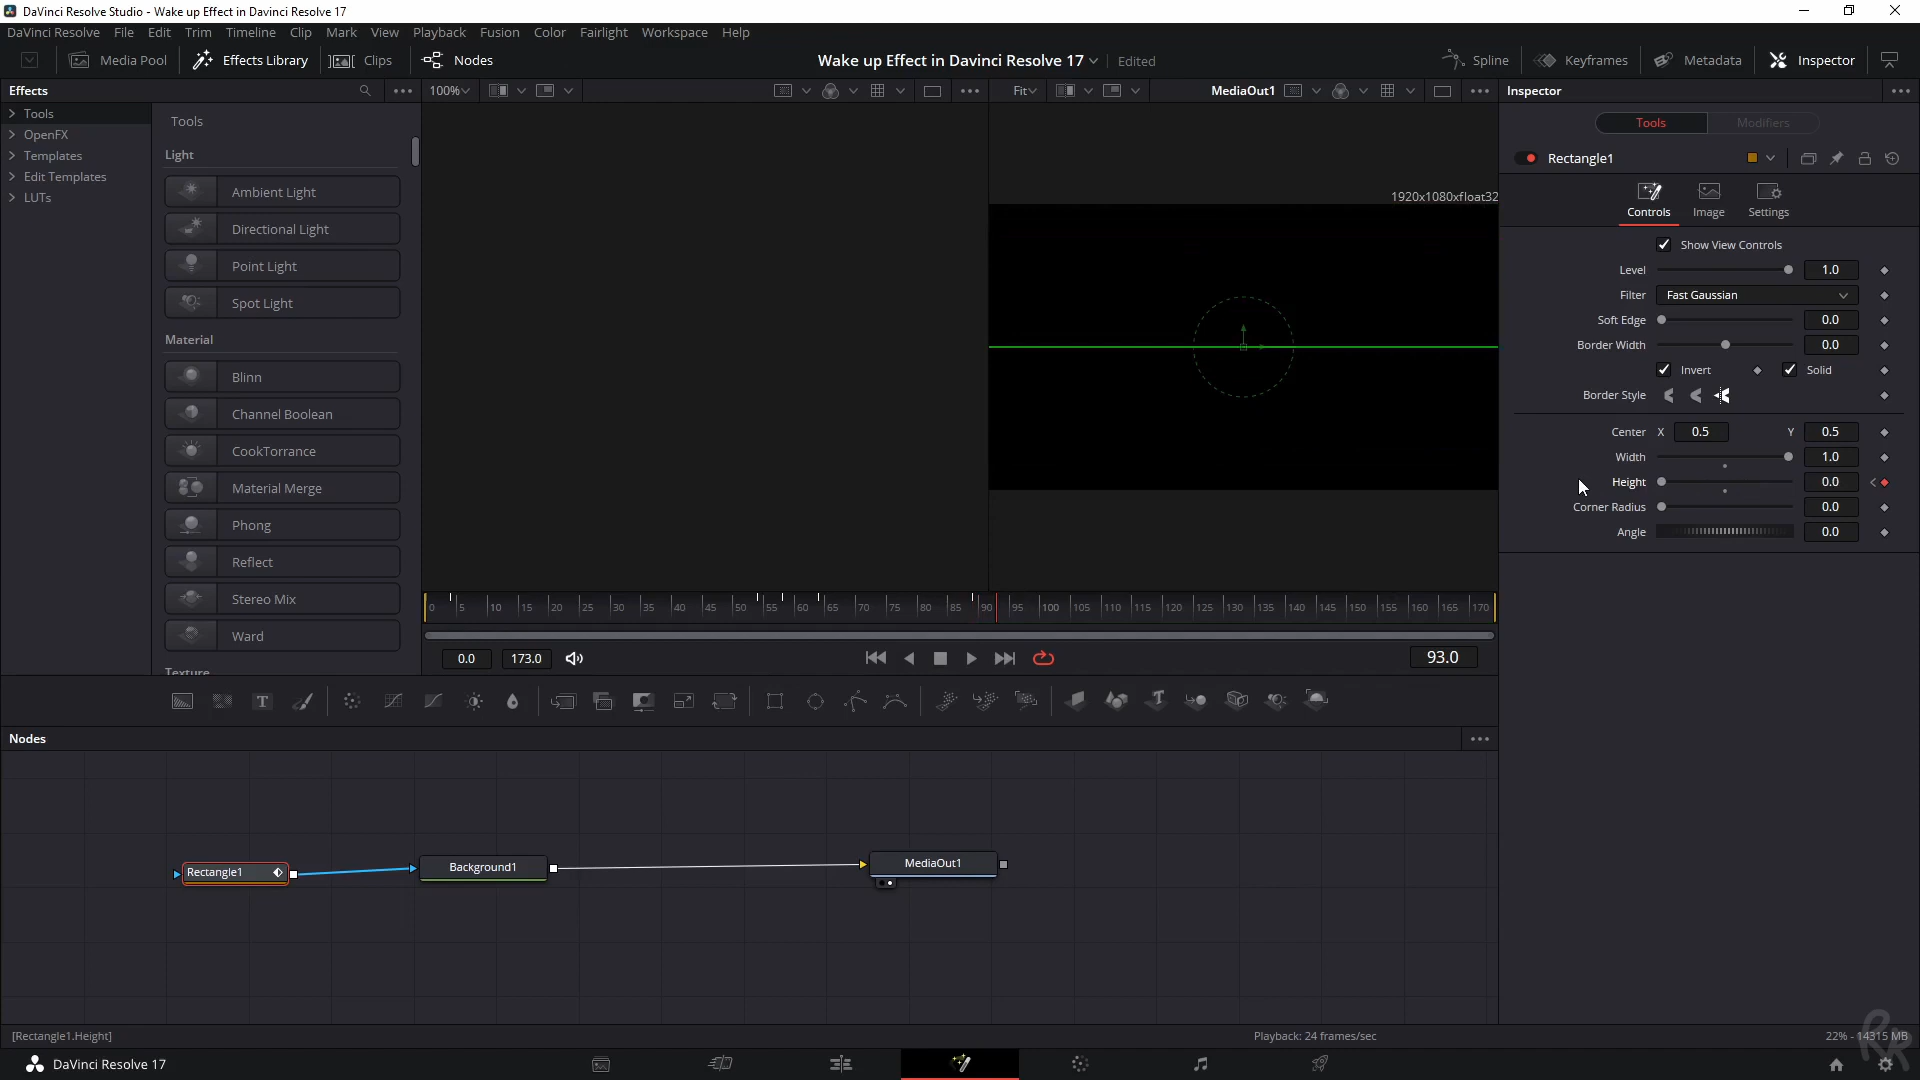 DaVinci Resolve Studio - Wake up Effect in Davinci Resolve 17
DaVinci Resolve File Edit Trim Timeline Clip Mark View Playback Fusion Color Fairlight Workspace Help
Media Pool Effects Library Clips Nodes Wake up Effect in Davinci Resolve 17 Edited Spline Keyframes Metadata Inspector
Effects 100% Fit MediaOut1 Inspector
Tools
OpenFX
Templates
Edit Templates
LUTs
Tools
Light
Ambient Light
Directional Light
Point Light
Spot Light
Material
Blinn
Channel Boolean
CookTorrance
Material Merge
Phong
Reflect
Stereo Mix
Ward
Texture
1920x1080xfloat32
0 5 10 15 20 25 30 35 40 45 50 55 60 65 70 75 80 85 90 95 100 105 110 115 120 125 130 135 140 145 150 155 160 165 170
0.0 173.0 93.0
Tools Modifiers
Rectangle1
Controls Image Settings
Show View Controls
Level 1.0
Filter Fast Gaussian
Soft Edge 0.0
Border Width 0.0
Invert Solid
Border Style
Center X 0.5 Y 0.5
Width 1.0
Height 0.0
Corner Radius 0.0
Angle 0.0
Nodes
Rectangle1 Background1 MediaOut1
[Rectangle1.Height] Playback: 24 frames/sec 22% - 14315 MB
DaVinci Resolve 17
RR